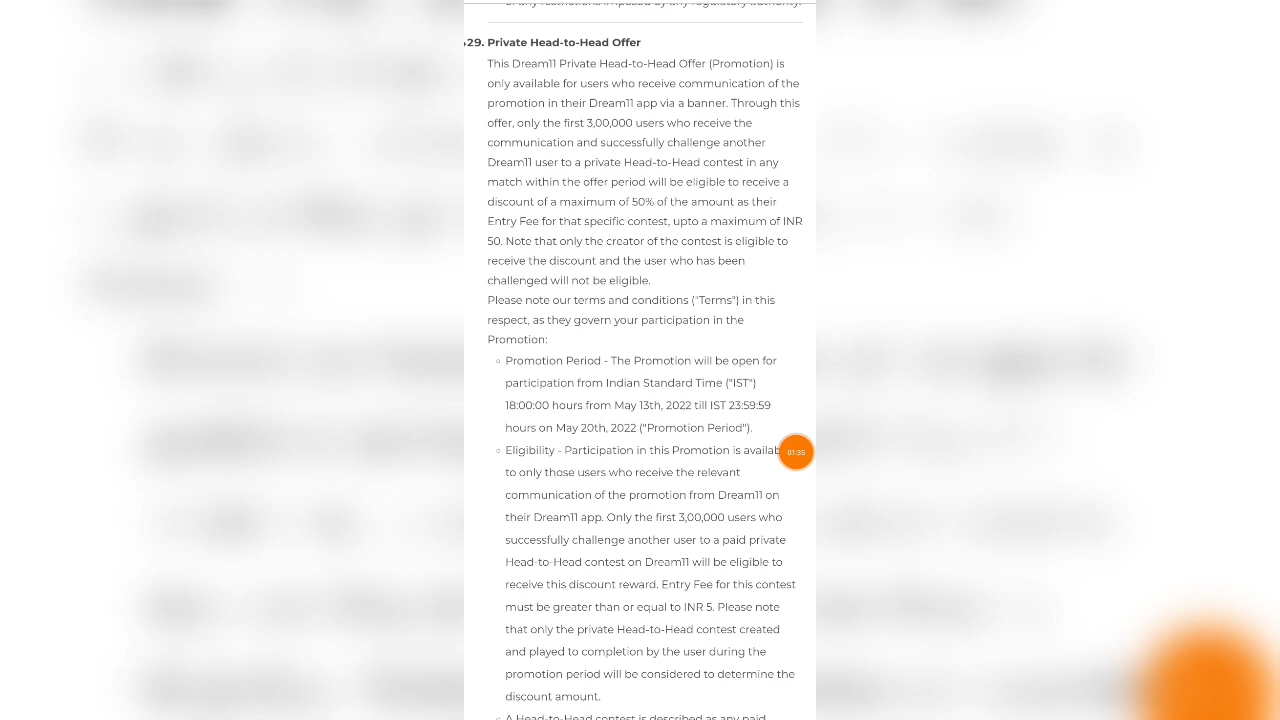 29. Private Head-to-Head Offer
This Dream11 Private Head-to-Head Offer (Promotion) is
only available for users who receive communication of the
promotion in their Dream11 app via a banner. Through this
offer, only the first 3,00,000 users who receive the
communication and successfully challenge another
Dream11 user to a private Head-to-Head contest in any
match within the offer period will be eligible to receive a
discount of a maximum of 50% of the amount as their
Entry Fee for that specific contest, upto a maximum of INR
50. Note that only the creator of the contest is eligible to
receive the discount and the user who has been
challenged will not be eligible.
Please note our terms and conditions ("Terms") in this
respect, as they govern your participation in the
Promotion:
Promotion Period - The Promotion will be open for
participation from Indian Standard Time ("IST")
18:00:00 hours from May 13th, 2022 till IST 23:59:59
hours on May 20th, 2022 ("Promotion Period").
Eligibility - Participation in this Promotion is availab
01:35
to only those users who receive the relevant
communication of the promotion from Dream11 on
their Dream11 app. Only the first 3,00,000 users who
successfully challenge another user to a paid private
Head-to-Head contest on Dream11 will be eligible to
receive this discount reward. Entry Fee for this contest
must be greater than or equal to INR 5. Please note
that only the private Head-to-Head contest created
and played to completion by the user during the
promotion period will be considered to determine the
discount amount.
A Head-to-Head contest is described as any paid